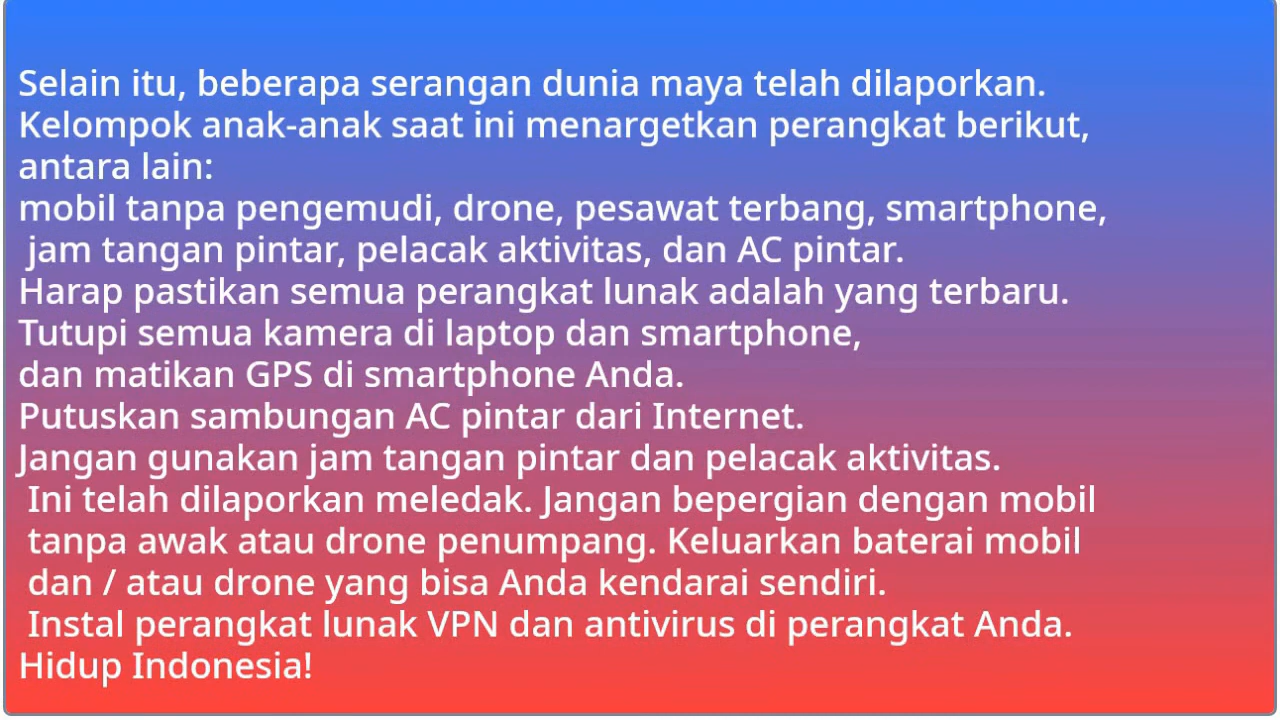 Selain itu, beberapa serangan dunia maya telah dilaporkan.
Kelompok anak-anak saat ini menargetkan perangkat berikut,
antara lain:
mobil tanpa pengemudi, drone, pesawat terbang, smartphone,
jam tangan pintar, pelacak aktivitas, dan AC pintar.
Harap pastikan semua perangkat lunak adalah yang terbaru.
Tutupi semua kamera di laptop dan smartphone,
dan matikan GPS di smartphone Anda.
Putuskan sambungan AC pintar dari Internet.
Jangan gunakan jam tangan pintar dan pelacak aktivitas.
Ini telah dilaporkan meledak. Jangan bepergian dengan mobil
tanpa awak atau drone penumpang. Keluarkan baterai mobil
dan / atau drone yang bisa Anda kendarai sendiri.
Instal perangkat lunak VPN dan antivirus di perangkat Anda.
Hidup Indonesia!